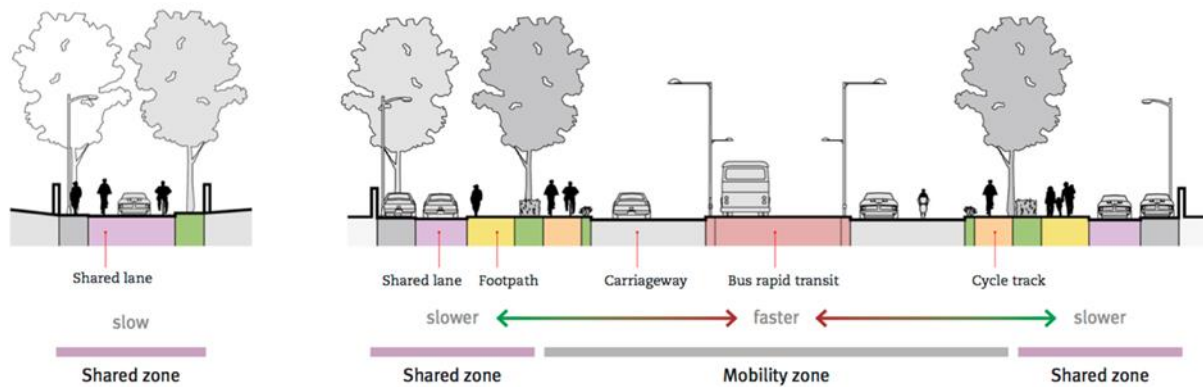 Shared lane
slow
Shared zone
Shared lane Footpath Carriageway Bus rapid transit Cycle track
slower faster slower
Shared zone Mobility zone Shared zone